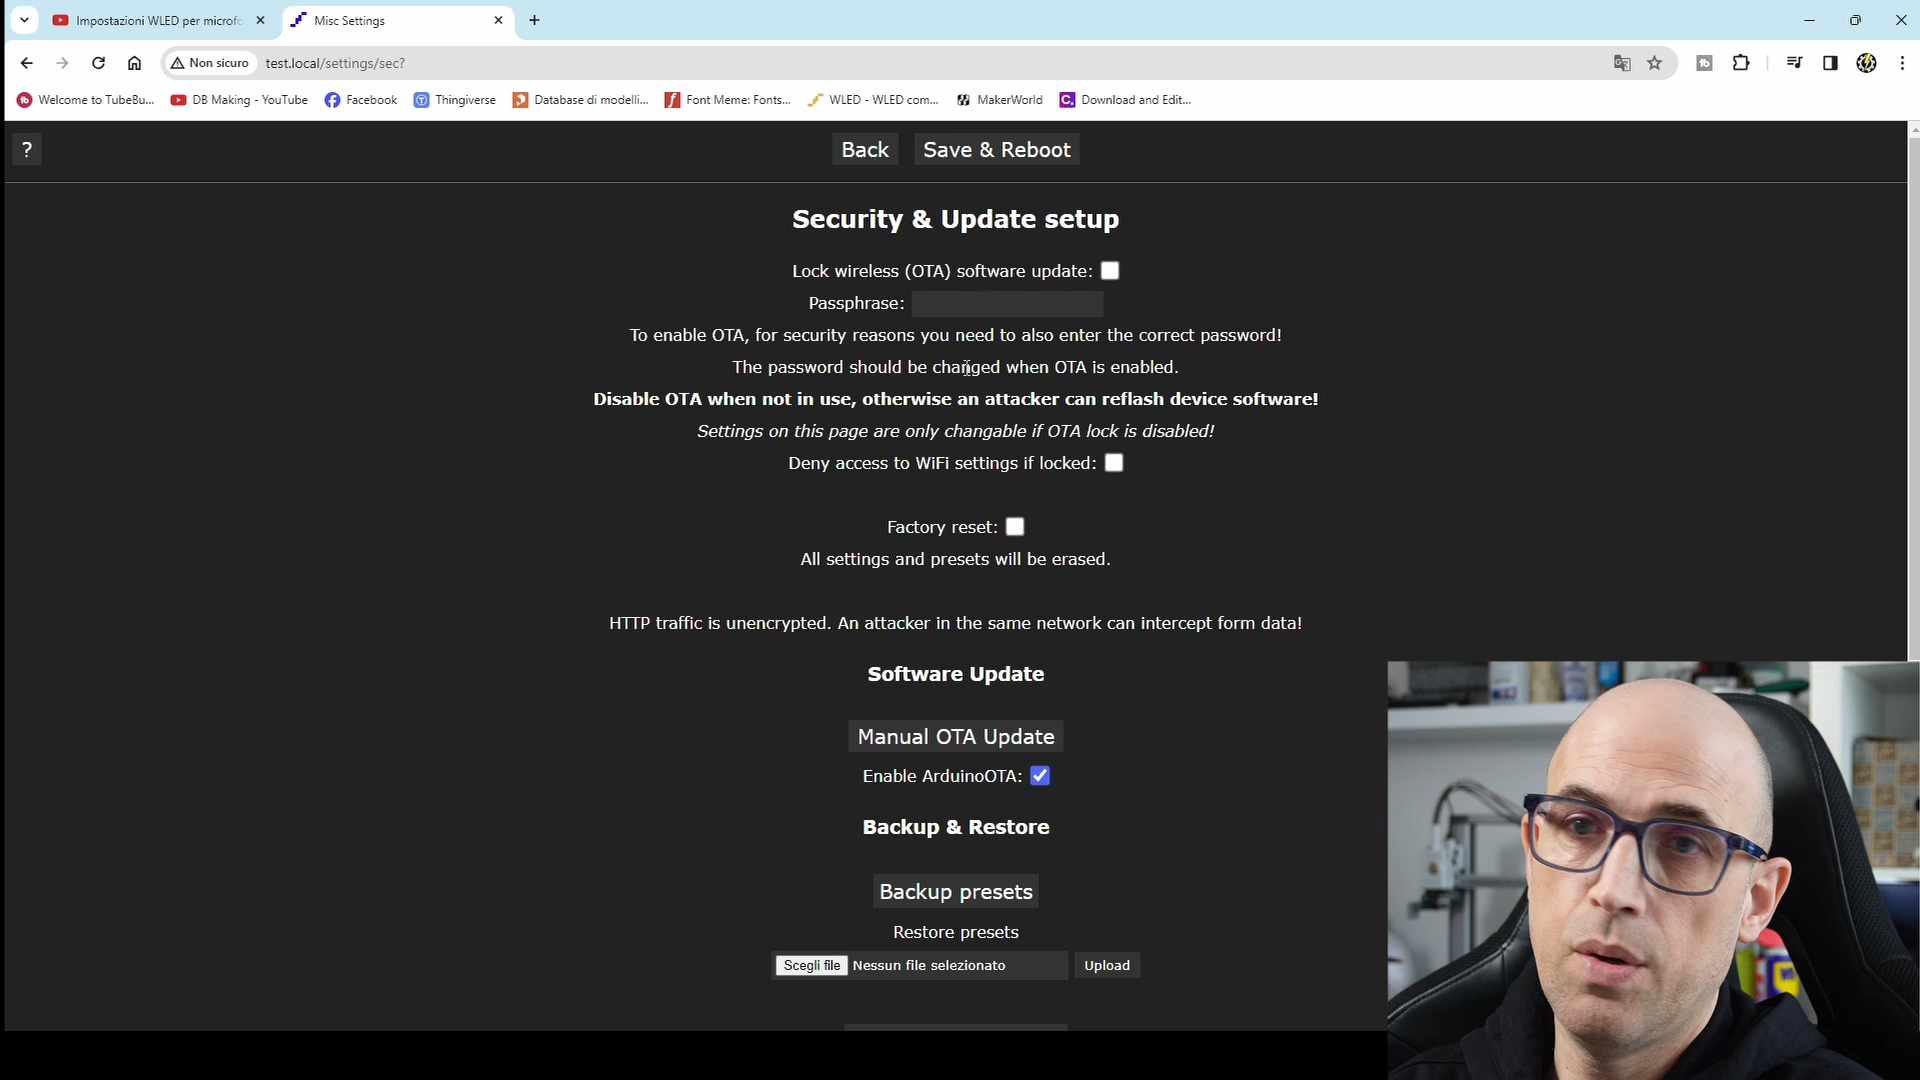 Impostazioni WLED per microfo
Misc Settings
Non sicuro
test.local/settings/sec?
Welcome to TubeBu...
DB Making - YouTube
Facebook
Thingiverse
Database di modelli...
Font Meme: Fonts...
WLED - WLED com...
MakerWorld
Download and Edit...
?
Back
Save & Reboot
Security & Update setup
Lock wireless (OTA) software update:
Passphrase:
To enable OTA, for security reasons you need to also enter the correct password!
The password should be changed when OTA is enabled.
Disable OTA when not in use, otherwise an attacker can reflash device software!
Settings on this page are only changable if OTA lock is disabled!
Deny access to WiFi settings if locked:
Factory reset:
All settings and presets will be erased.
HTTP traffic is unencrypted. An attacker in the same network can intercept form data!
Software Update
Manual OTA Update
Enable ArduinoOTA:
Backup & Restore
Backup presets
Restore presets
Scegli file Nessun file selezionato Upload